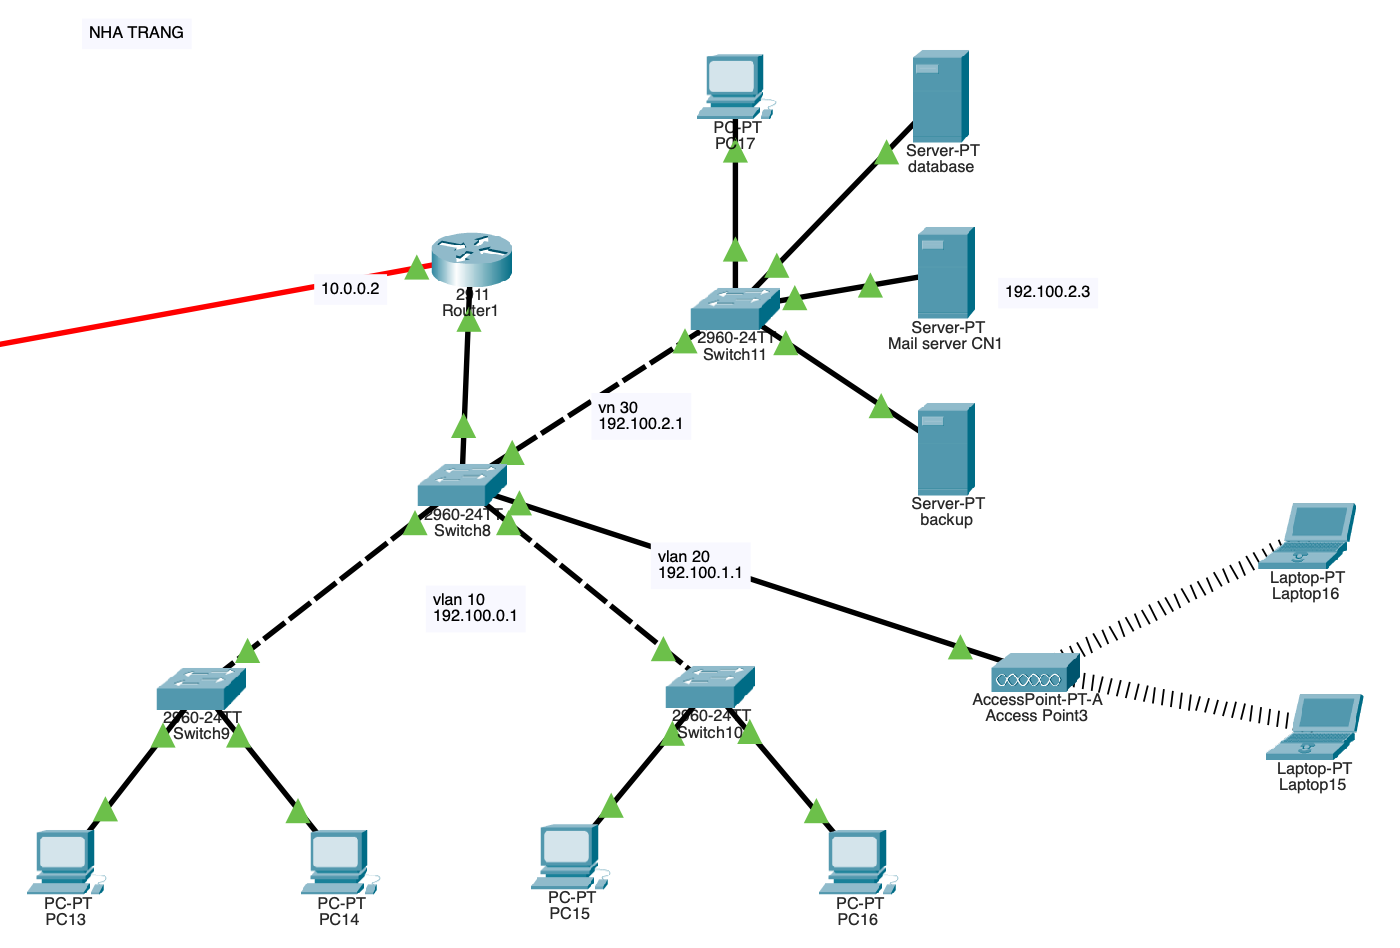 NHA TRANG
PC-PT
PC17
Server-PT
database
10.0.0.2
2911
Router1
192.100.2.3
Server-PT
Mail server CN1
2960-24TT
Switch11
vn 30
192.100.2.1
Server-PT
backup
2960-24TT
Switch8
vlan 20
192.100.1.1
vlan 10
192.100.0.1
Laptop-PT
Laptop16
AccessPoint-PT-A
Access Point3
2960-24TT
Switch9
2960-24TT
Switch10
Laptop-PT
Laptop15
PC-PT
PC13
PC-PT
PC14
PC-PT
PC15
PC-PT
PC16